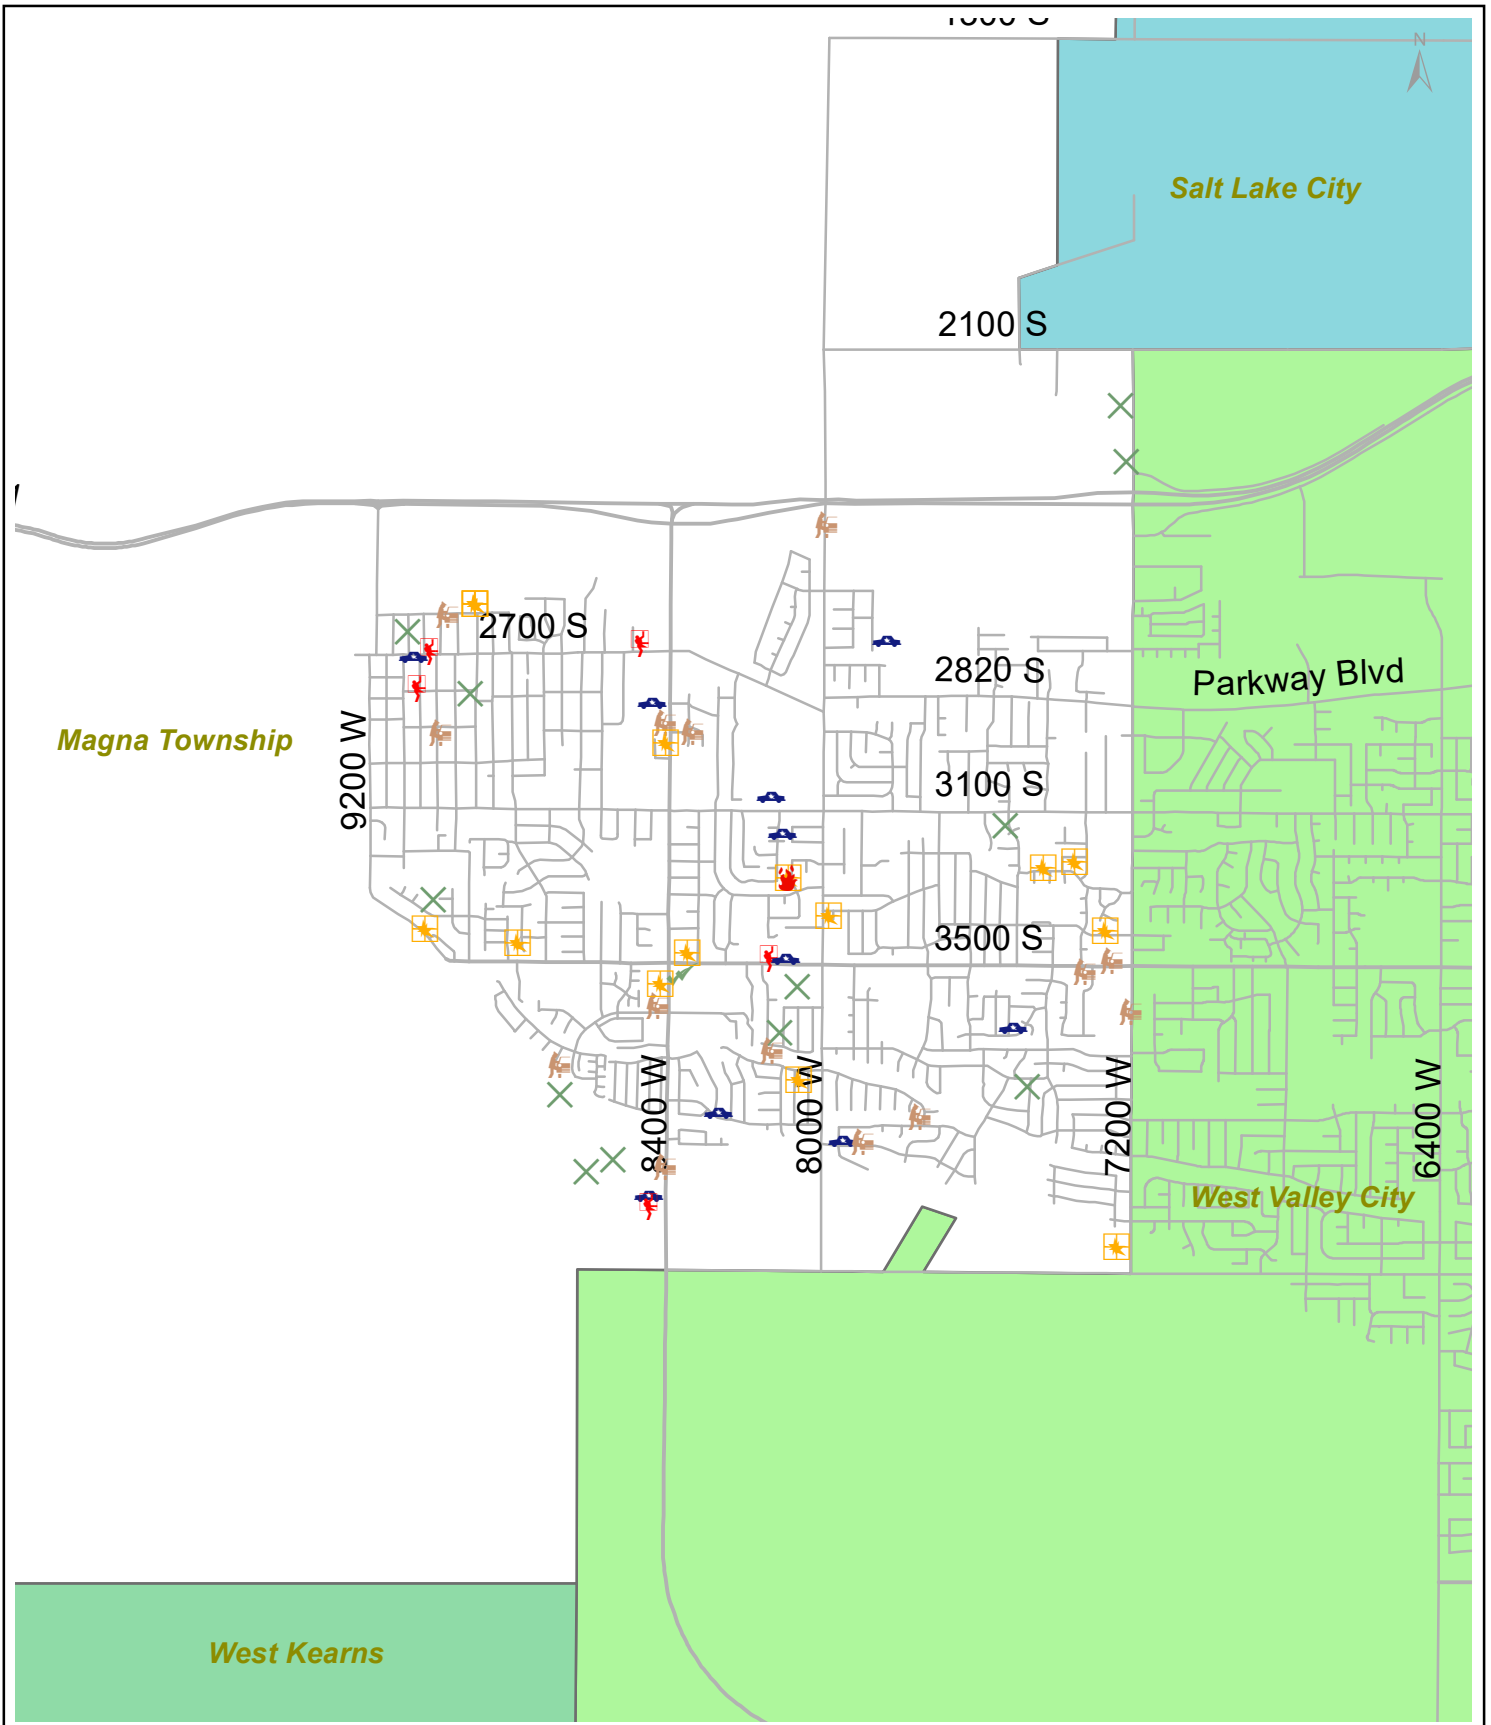 N
Salt Lake City
2100 S
2700 S
2820 S
Parkway Blvd
Magna Township
9200 W
3100 S
3500 S
8400 W
8000 W
7200 W
6400 W
West Valley City
West Kearns